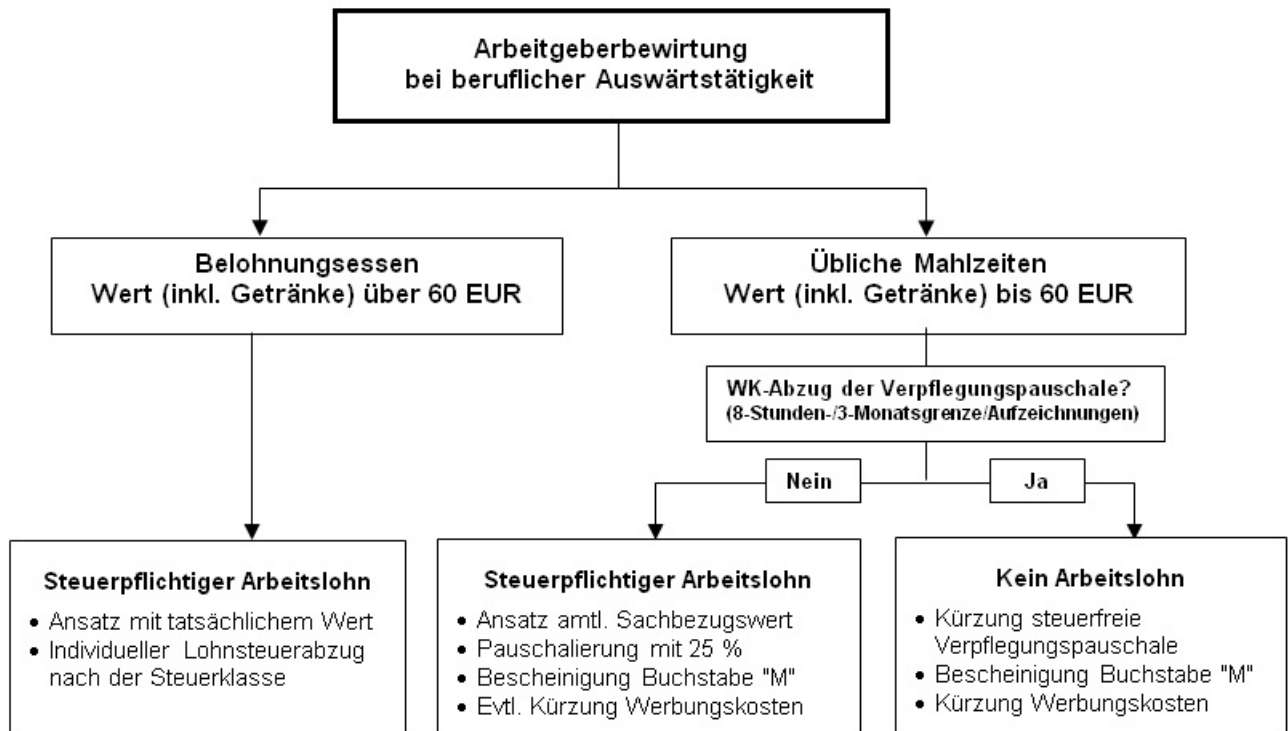 Arbeitgeberbewirtung
bei beruflicher Auswärtstätigkeit
Belohnungsessen
Wert (inkl. Getränke) über 60 EUR
Übliche Mahlzeiten
Wert (inkl. Getränke) bis 60 EUR
WK-Abzug der Verpflegungspauschale?
(8-Stunden-/3-Monatsgrenze/Aufzeichnungen)
Nein
Ja
Steuerpflichtiger Arbeitslohn
• Ansatz mit tatsächlichem Wert
• Individueller Lohnsteuerabzug
nach der Steuerklasse
Steuerpflichtiger Arbeitslohn
• Ansatz amtl. Sachbezugswert
• Pauschalierung mit 25 %
• Bescheinigung Buchstabe "M"
• Evtl. Kürzung Werbungskosten
Kein Arbeitslohn
• Kürzung steuerfreie
Verpflegungspauschale
• Bescheinigung Buchstabe "M"
• Kürzung Werbungskosten